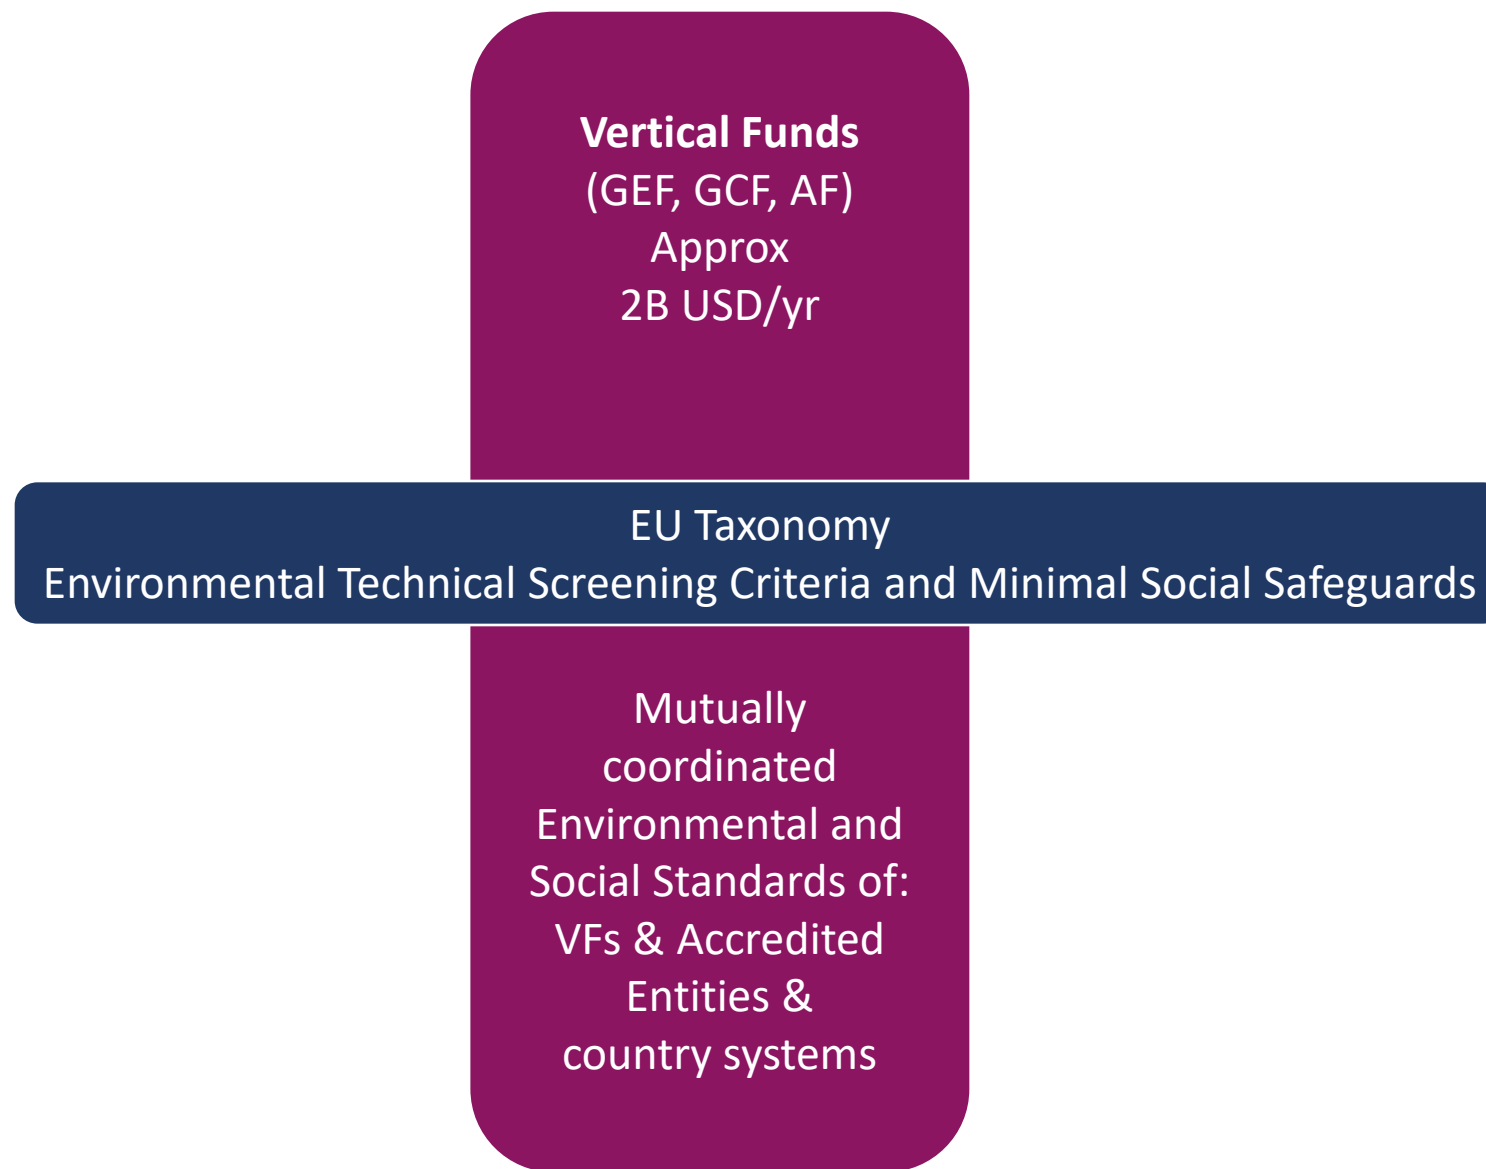 Vertical Funds
(GEF, GCF, AF)
Approx
2B USD/yr
EU Taxonomy
Environmental Technical Screening Criteria and Minimal Social Safeguards
Mutually
coordinated
Environmental and
Social Standards of:
VFs & Accredited
Entities &
country systems